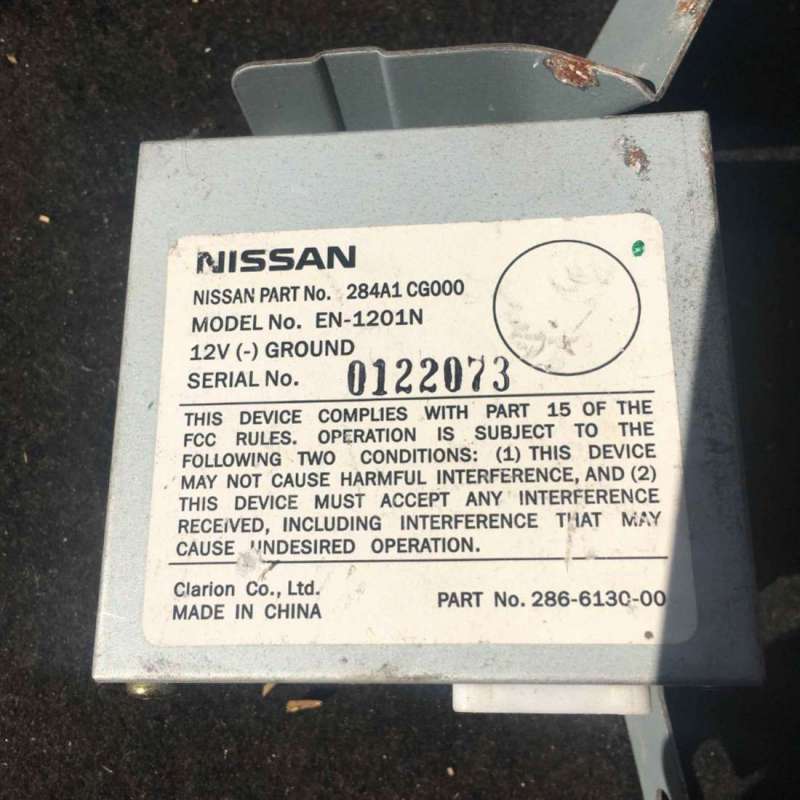 NISSAN
NISSAN PART No. 284A1 CG000
MODEL No. EN-1201N
12V (-) GROUND
SERIAL No. 0122073
THIS DEVICE COMPLIES WITH PART 15 OF THE
FCC RULES. OPERATION IS SUBJECT TO THE
FOLLOWING TWO CONDITIONS: (1) THIS DEVICE
MAY NOT CAUSE HARMFUL INTERFERENCE, AND (2)
THIS DEVICE MUST ACCEPT ANY INTERFERENCE
RECEIVED, INCLUDING INTERFERENCE THAT MAY
CAUSE UNDESIRED OPERATION.
Clarion Co., Ltd.
MADE IN CHINA
PART No. 286-6130-00